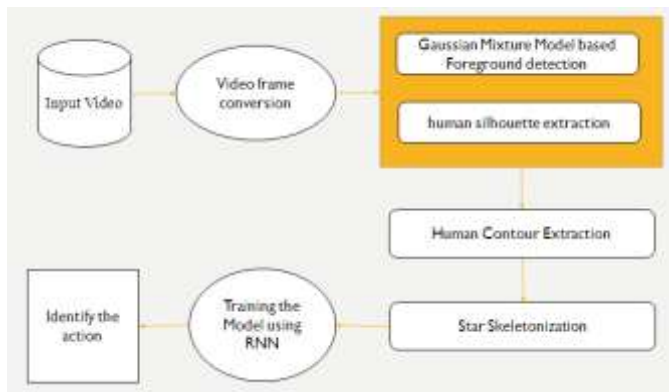 Input Video
Video frame
conversion
Gaussian Mixture Model based
Foreground detection
human silhouette extraction
Human Contour Extraction
Star Skeletonization
Training the
Model using
RNN
Identify the
action